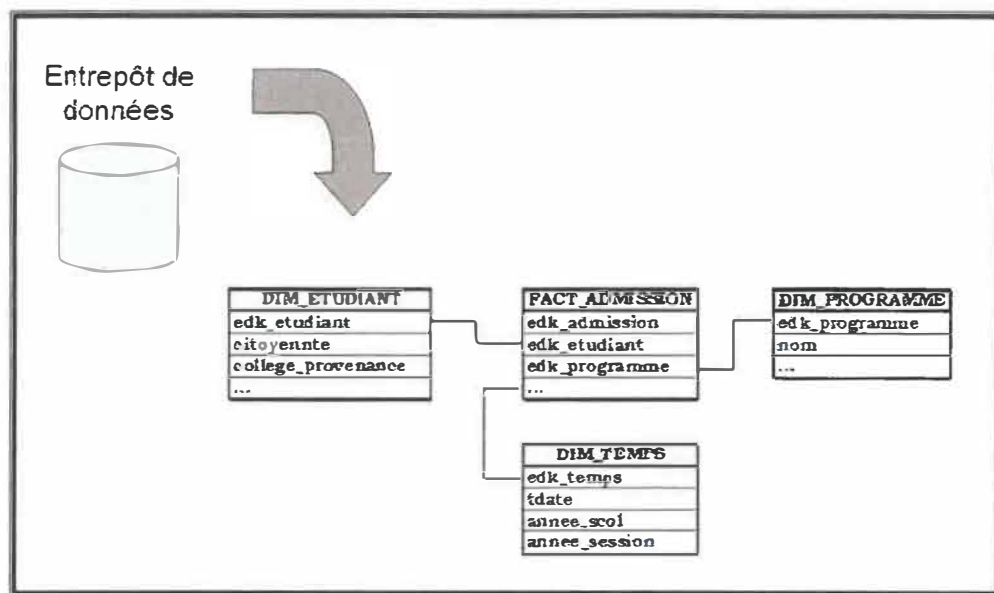 Entrepôt de
données
DIM_ETUDIANT
edk_etudiant
citoyennte
college_provenance
...
FACT_ADMISSION
edk_admission
edk_etudiant
edk_programme
...
DIM_PROGRAMME
edk_programme
nom
...
DIM_TEMPS
edk_temps
tdate
annee_scol
annee_session